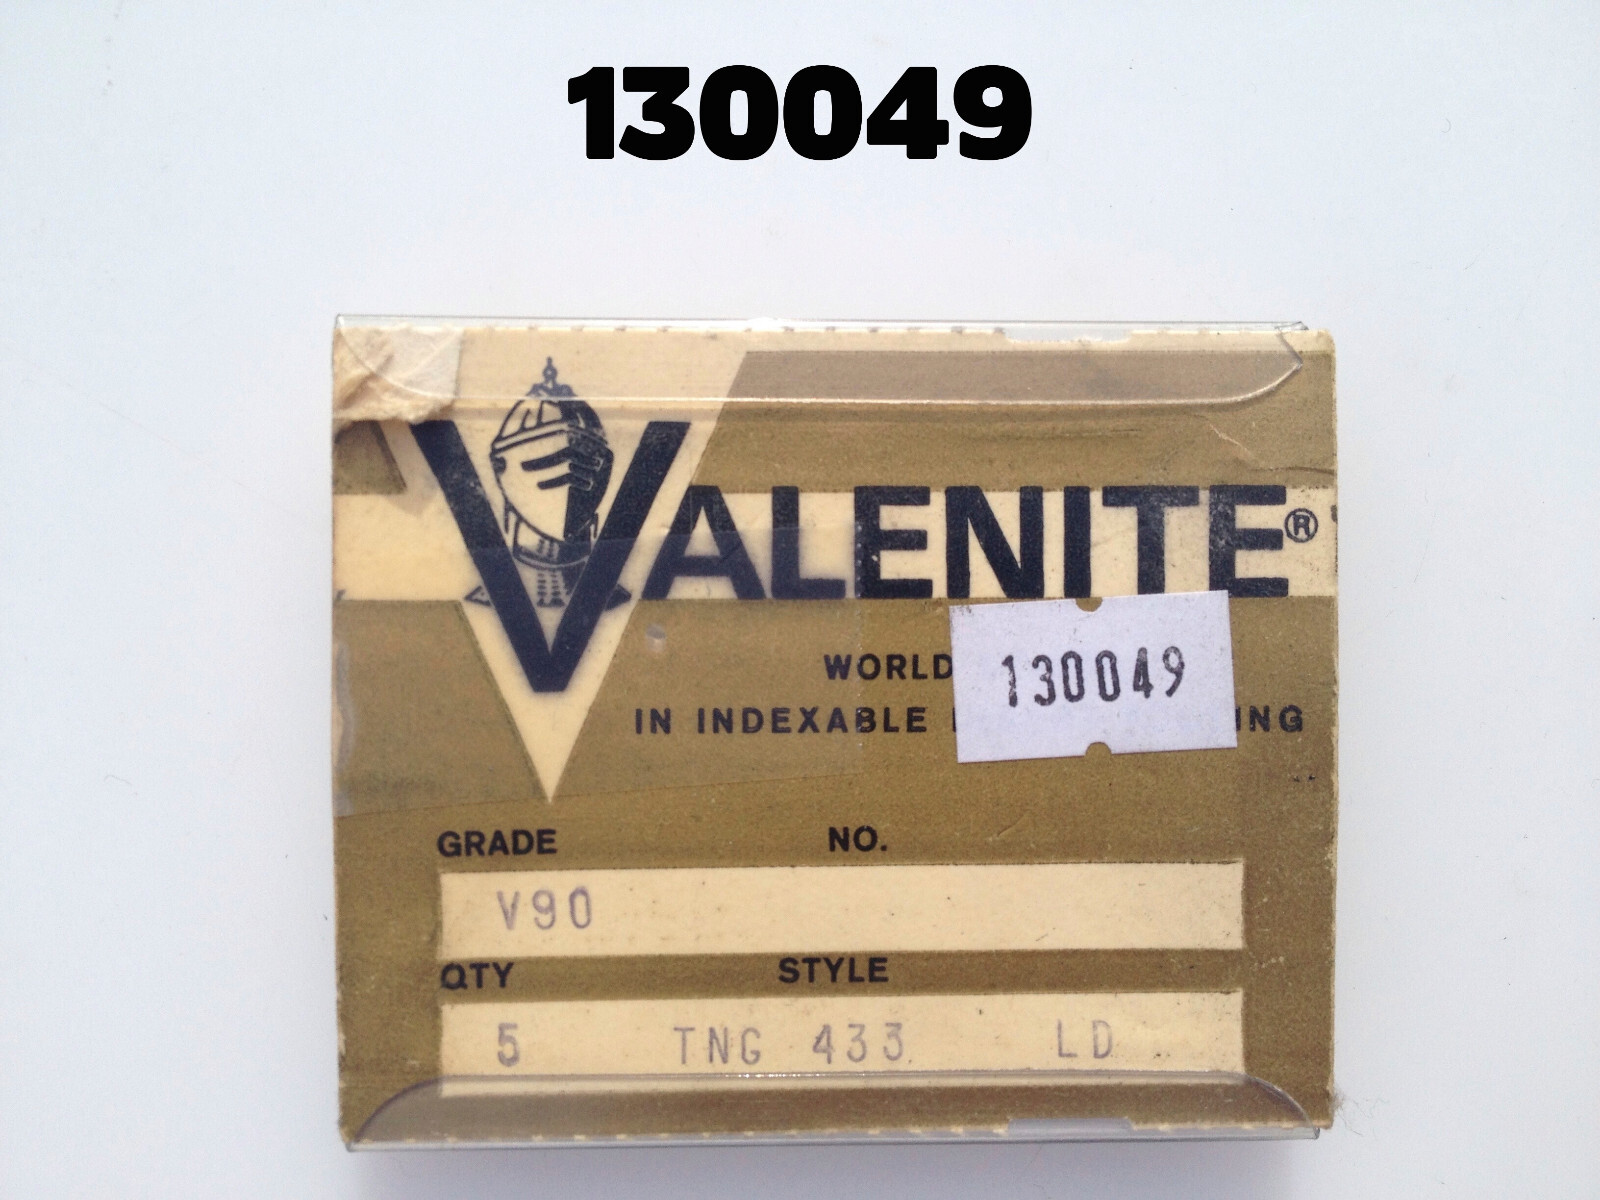 130049
VALENITE®
WORLD
130049
IN INDEXABLE
ING
GRADE NO.
V90
QTY STYLE
5 TNG 433 LD